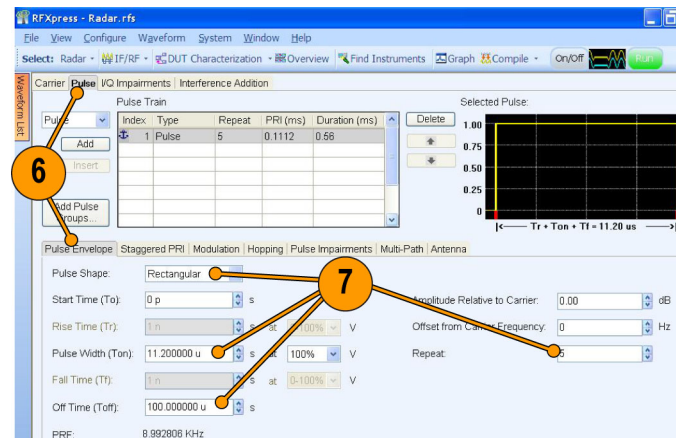 RFXpress - Radar.rfs
File View Configure Waveform System Window Help
Select: Radar IF/RF DUT Characterization Overview Find Instruments Graph Compile On/Off Run
Waveform List:
Carrier Pulse I/Q Impairments Interference Addition
Pulse Train Selected Pulse:
Pulse Index Type Repeat PRI (ms) Duration (ms) Delete 1.00
1 Pulse 5 0.1112 0.56
Add 0.75
6 Insert 0.50
0.25
Add Pulse Groups... 0
|<—— Tr + Ton + Tf = 11.20 us ——>|
Pulse Envelope Staggered PRI Modulation Hopping Pulse Impairments Multi-Path Antenna
7
Pulse Shape: Rectangular
Start Time (To): 0 p s Amplitude Relative to Carrier: 0.00 dB
Rise Time (Tr): 1 n s at 0-100% V Offset from Carrier Frequency: 0 Hz
Pulse Width (Ton): 11.200000 u s at 100% V Repeat: 5
Fall Time (Tf): 1 n s at 0-100% V
Off Time (Toff): 100.000000 u s
PRF: 8.992806 KHz